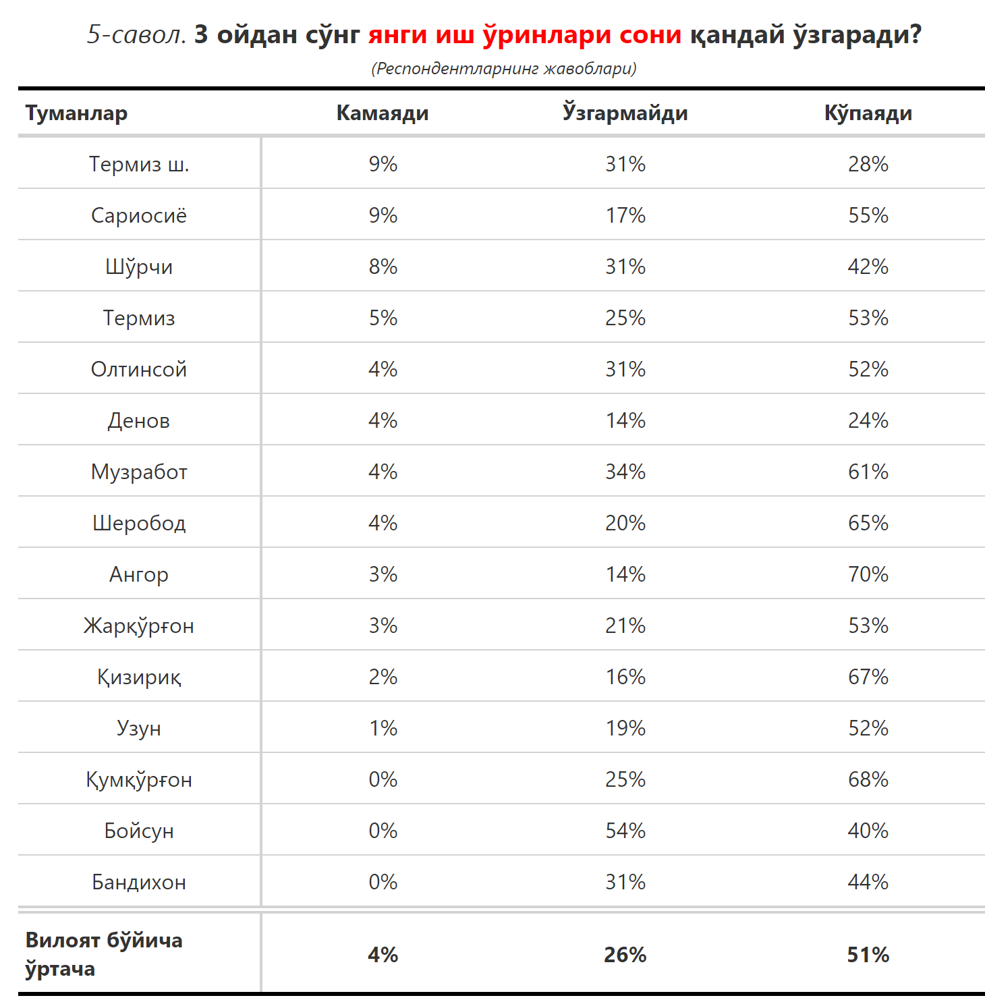 5-савол. 3 ойдан сўнг янги иш ўринлари сони қандай ўзгаради?
(Респондентларнинг жавоблари)
Туманлар Камаяди Ўзгармайди Кўпаяди
Термиз ш. 9% 31% 28%
Сариосиё 9% 17% 55%
Шўрчи 8% 31% 42%
Термиз 5% 25% 53%
Олтинсой 4% 31% 52%
Денов 4% 14% 24%
Музработ 4% 34% 61%
Шеробод 4% 20% 65%
Ангор 3% 14% 70%
Жарқўрғон 3% 21% 53%
Қизириқ 2% 16% 67%
Узун 1% 19% 52%
Қумқўрғон 0% 25% 68%
Бойсун 0% 54% 40%
Бандихон 0% 31% 44%
Вилоят бўйича
ўртача 4% 26% 51%